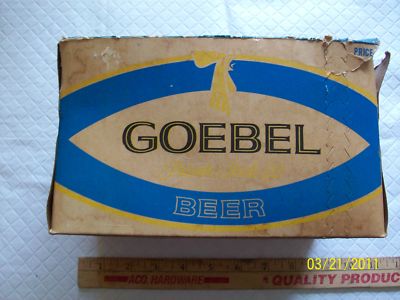 PRICE
GOEBEL
BEER
ACO. HARDWARE QUALITY PRODUC
03/21/2011